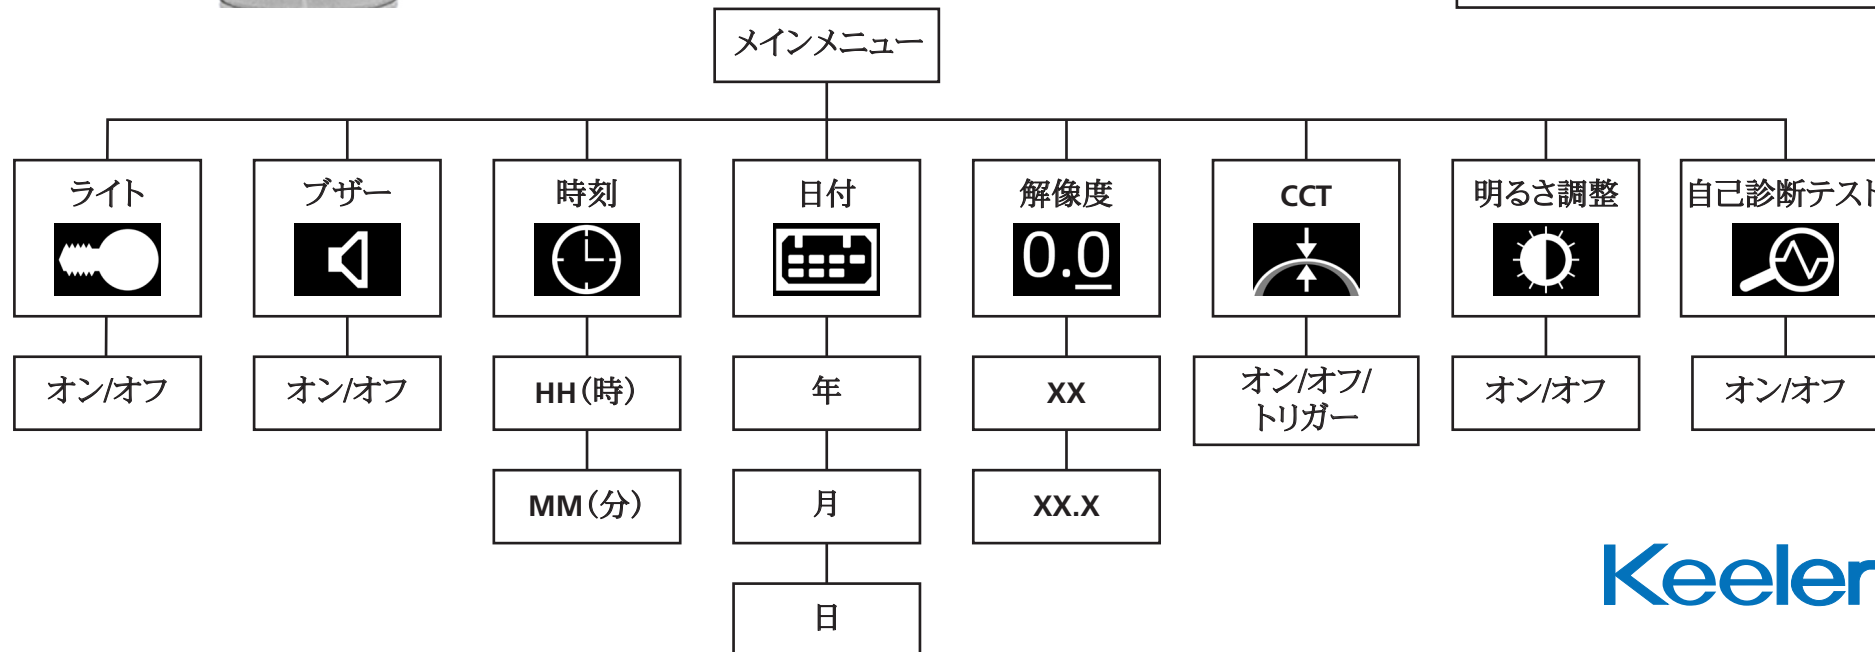 メインメニュー
ライト
ブザー
時刻
日付
解像度
CCT
明るさ調整
自己診断テスト
0.0
オン/オフ
オン/オフ
HH(時)
年
XX
オン/オフ/
トリガー
オン/オフ
オン/オフ
MM(分)
月
XX.X
日
Keeler